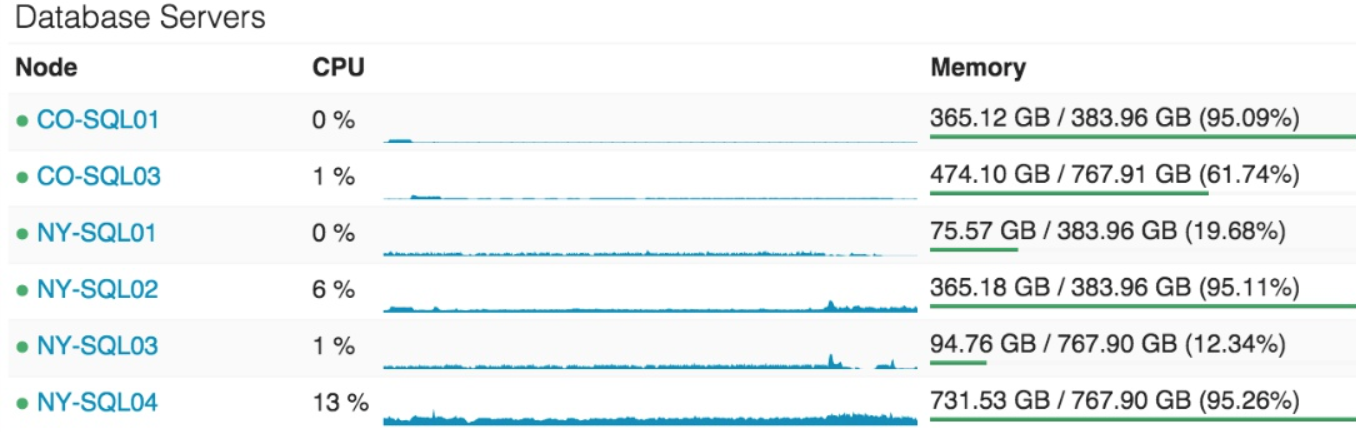 Database Servers
Node CPU Memory
CO-SQL01 0 % 365.12 GB / 383.96 GB (95.09%)
CO-SQL03 1 % 474.10 GB / 767.91 GB (61.74%)
NY-SQL01 0 % 75.57 GB / 383.96 GB (19.68%)
NY-SQL02 6 % 365.18 GB / 383.96 GB (95.11%)
NY-SQL03 1 % 94.76 GB / 767.90 GB (12.34%)
NY-SQL04 13 % 731.53 GB / 767.90 GB (95.26%)